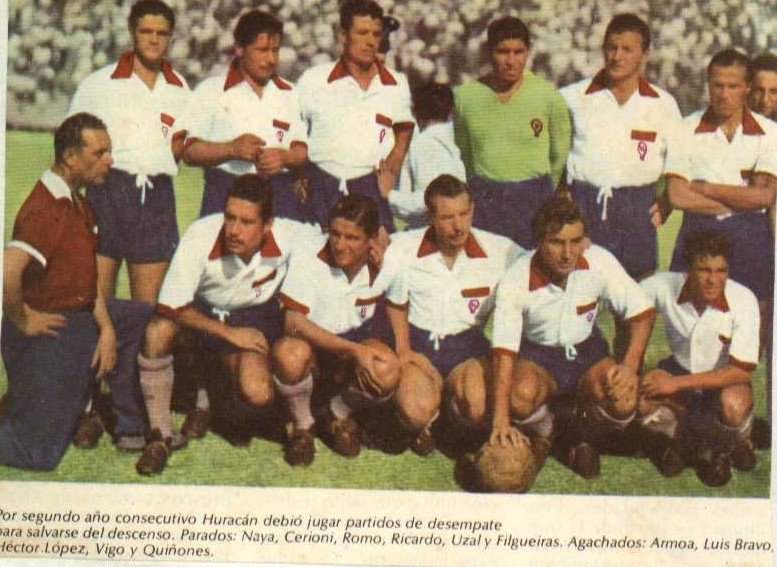 Por segundo año consecutivo Huracán debió jugar partidos de desempate
para salvarse del descenso. Parados: Naya, Cerioni, Romo, Ricardo, Uzal y Filgueiras. Agachados: Armoa, Luis Bravo,
Héctor López, Vigo y Quiñones.